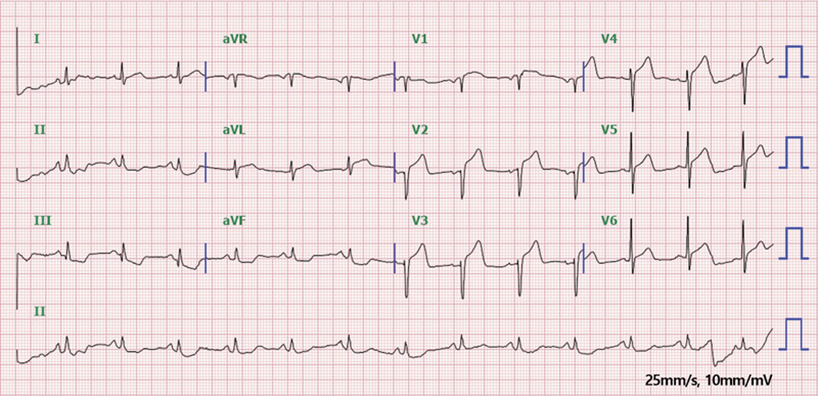 I aVR V1 V4
II aVL V2 V5
III aVF V3 V6
II
25mm/s, 10mm/mV